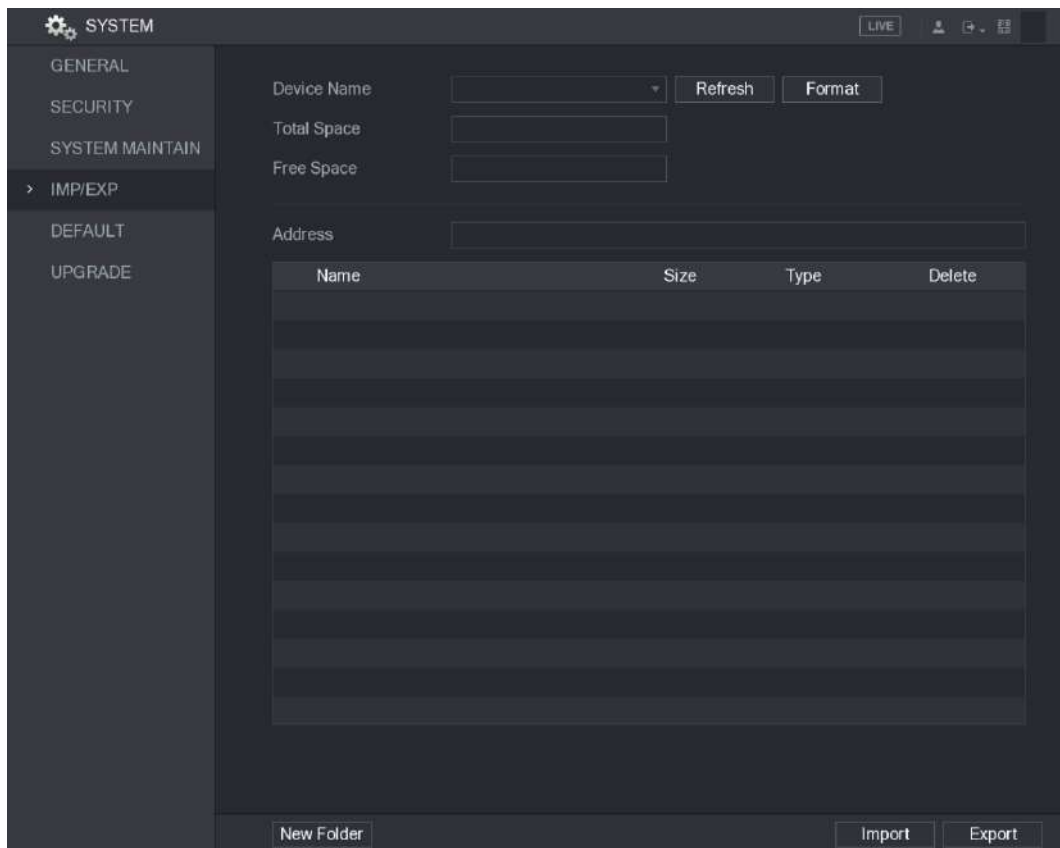 SYSTEM
LIVE
GENERAL
SECURITY
SYSTEM MAINTAIN
IMP/EXP
DEFAULT
UPGRADE
Device Name
Refresh Format
Total Space
Free Space
Address
Name Size Type Delete
New Folder Import Export